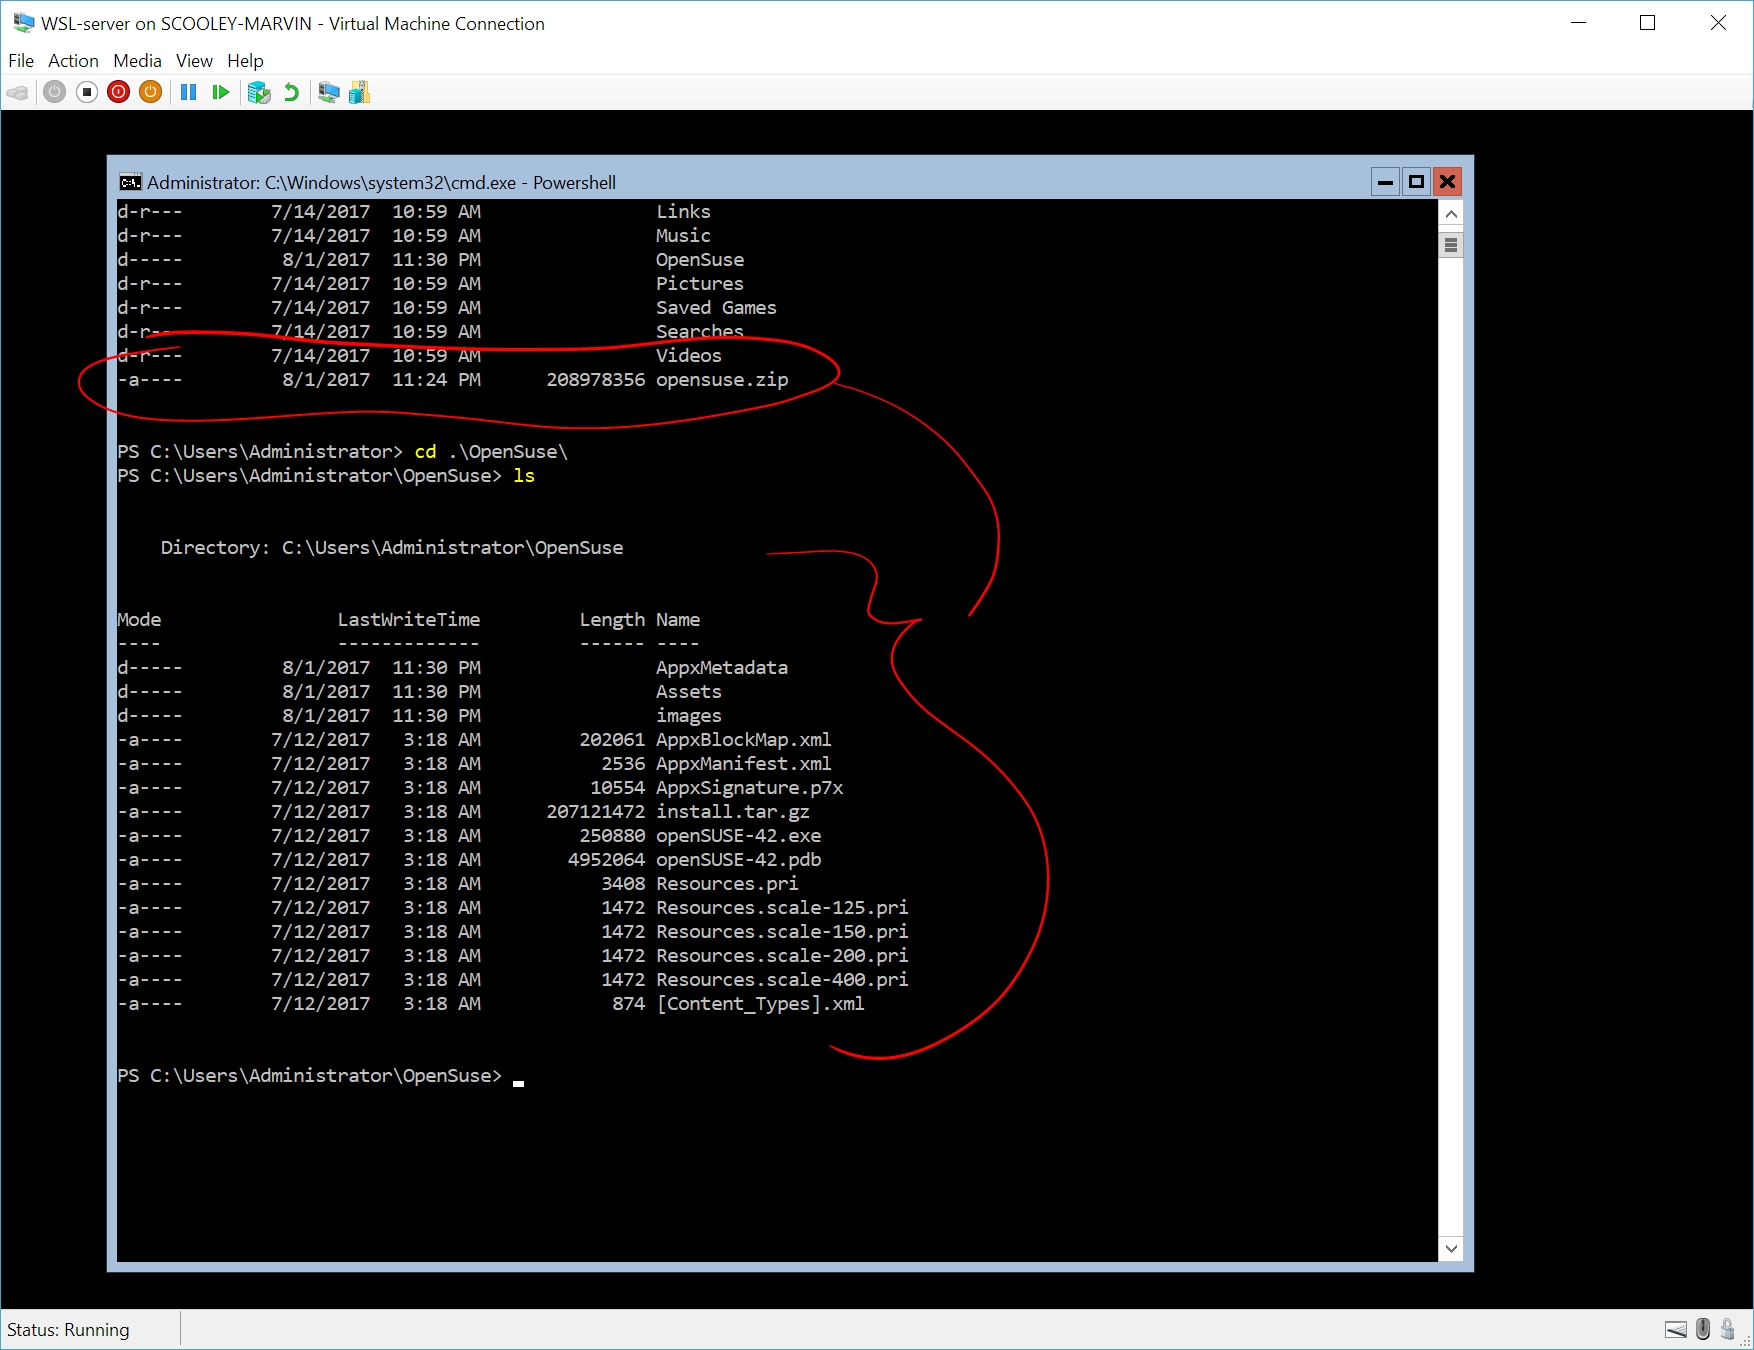 WSL-server on SCOOLEY-MARVIN - Virtual Machine Connection
File Action Media View Help
Administrator: C:\Windows\system32\cmd.exe - Powershell
d-r---        7/14/2017  10:59 AM                Links
d-r---        7/14/2017  10:59 AM                Music
d-----         8/1/2017  11:30 PM                OpenSuse
d-r---        7/14/2017  10:59 AM                Pictures
d-r---        7/14/2017  10:59 AM                Saved Games
d-r---        7/14/2017  10:59 AM                Searches
d-r---        7/14/2017  10:59 AM                Videos
-a----         8/1/2017  11:24 PM      208978356 opensuse.zip
PS C:\Users\Administrator> cd .\OpenSuse\
PS C:\Users\Administrator\OpenSuse> ls
    Directory: C:\Users\Administrator\OpenSuse
Mode                LastWriteTime         Length Name
----                -------------         ------ ----
d-----         8/1/2017  11:30 PM                AppxMetadata
d-----         8/1/2017  11:30 PM                Assets
d-----         8/1/2017  11:30 PM                images
-a----        7/12/2017   3:18 AM         202061 AppxBlockMap.xml
-a----        7/12/2017   3:18 AM           2536 AppxManifest.xml
-a----        7/12/2017   3:18 AM          10554 AppxSignature.p7x
-a----        7/12/2017   3:18 AM      207121472 install.tar.gz
-a----        7/12/2017   3:18 AM         250880 openSUSE-42.exe
-a----        7/12/2017   3:18 AM        4952064 openSUSE-42.pdb
-a----        7/12/2017   3:18 AM           3408 Resources.pri
-a----        7/12/2017   3:18 AM           1472 Resources.scale-125.pri
-a----        7/12/2017   3:18 AM           1472 Resources.scale-150.pri
-a----        7/12/2017   3:18 AM           1472 Resources.scale-200.pri
-a----        7/12/2017   3:18 AM           1472 Resources.scale-400.pri
-a----        7/12/2017   3:18 AM            874 [Content_Types].xml
PS C:\Users\Administrator\OpenSuse>
Status: Running